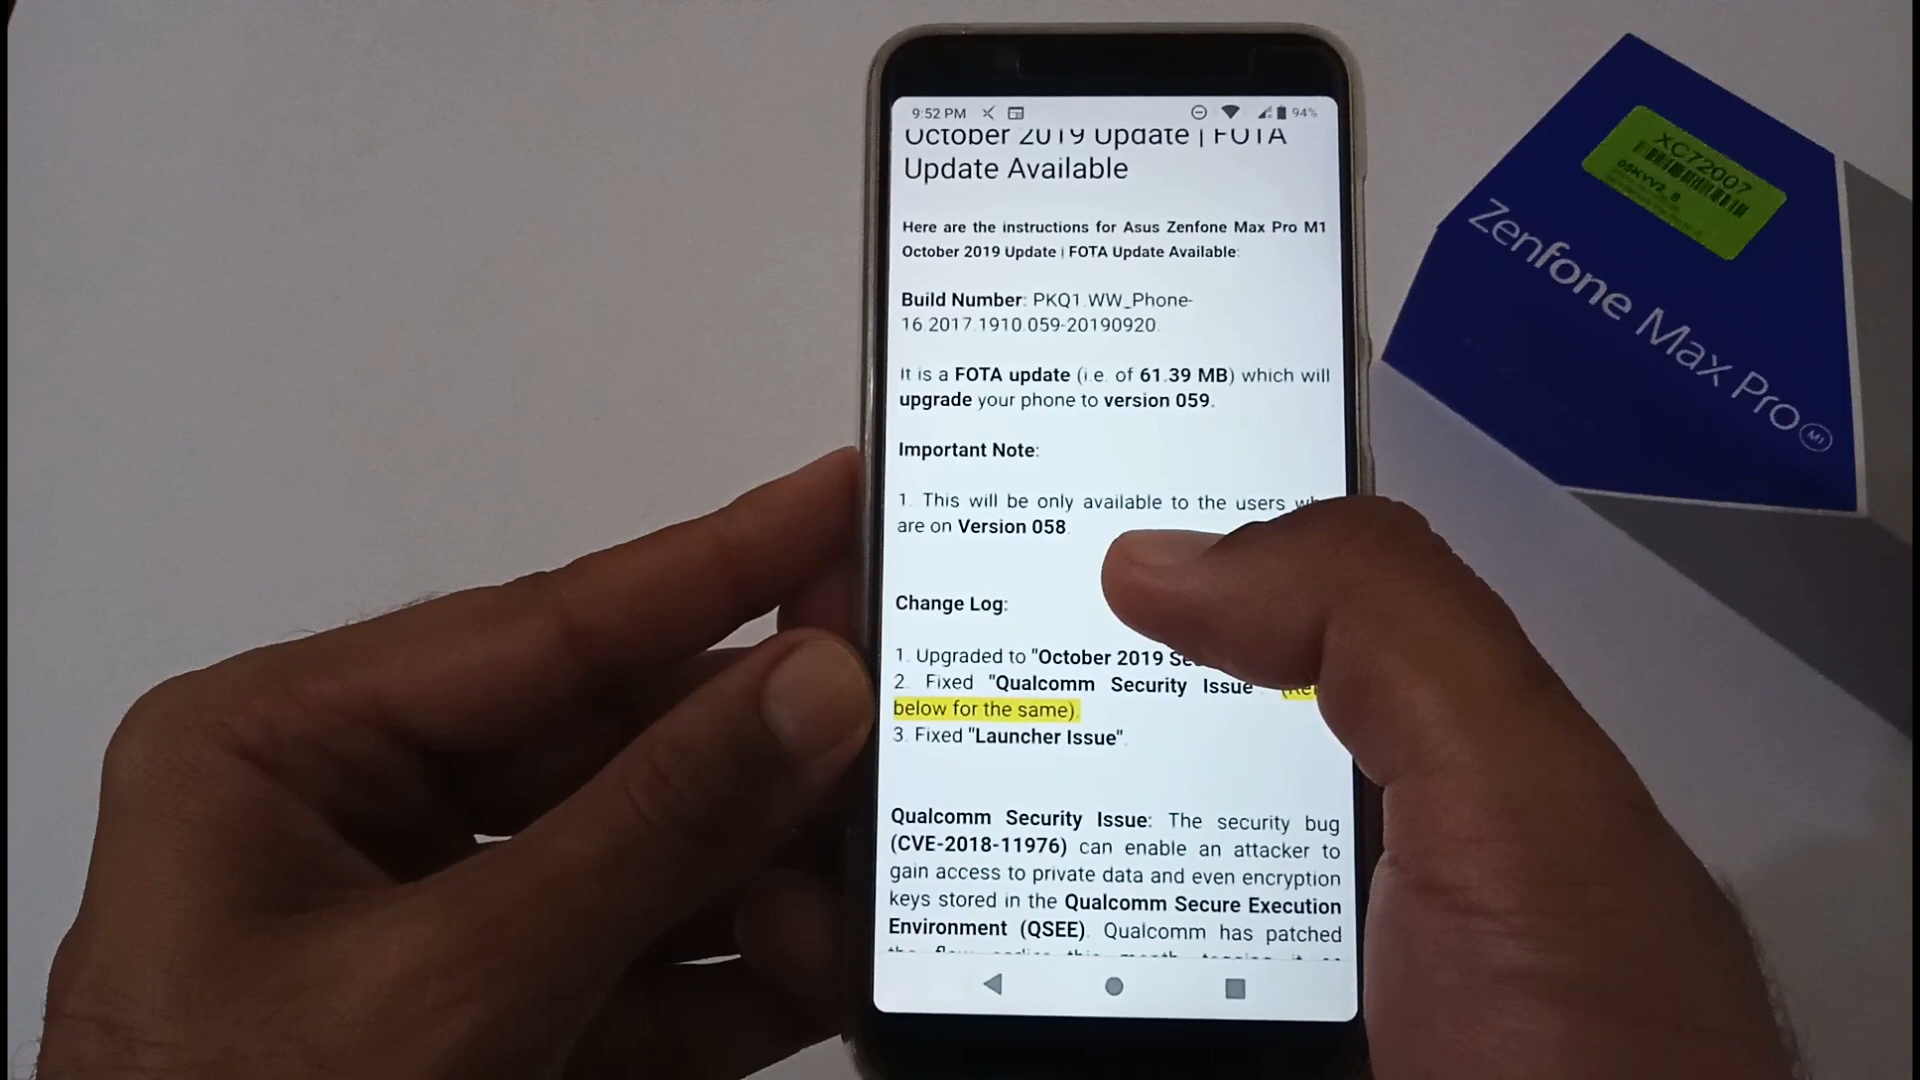 9:52 PM 94%
October 2019 Update | FOTA
Update Available
Here are the instructions for Asus Zenfone Max Pro M1
October 2019 Update | FOTA Update Available:
Build Number: PKQ1.WW_Phone-
16.2017.1910.059-20190920.
It is a FOTA update (i.e. of 61.39 MB) which will
upgrade your phone to version 059.
Important Note:
1. This will be only available to the users
are on Version 058.
Change Log:
1. Upgraded to "October 2019
2. Fixed "Qualcomm Security Issue"
below for the same).
3. Fixed "Launcher Issue".
Qualcomm Security Issue: The security bug
(CVE-2018-11976) can enable an attacker to
gain access to private data and even encryption
keys stored in the Qualcomm Secure Execution
Environment (QSEE). Qualcomm has patched
XC72007
Zenfone Max Pro M1